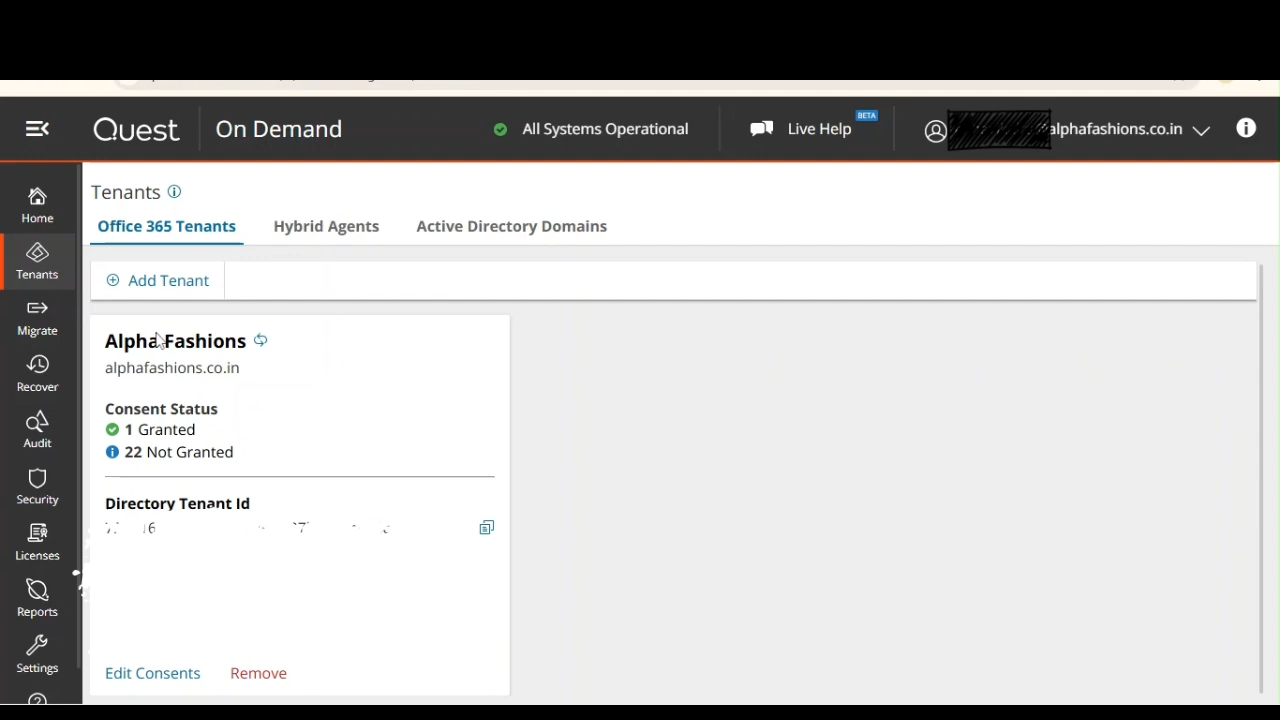 Quest On Demand All Systems Operational Live Help BETA alphafashions.co.in
Tenants
Office 365 Tenants Hybrid Agents Active Directory Domains
Add Tenant
Alpha Fashions
alphafashions.co.in
Consent Status
1 Granted
22 Not Granted
Directory Tenant Id
Edit Consents Remove
Home
Tenants
Migrate
Recover
Audit
Security
Licenses
Reports
Settings